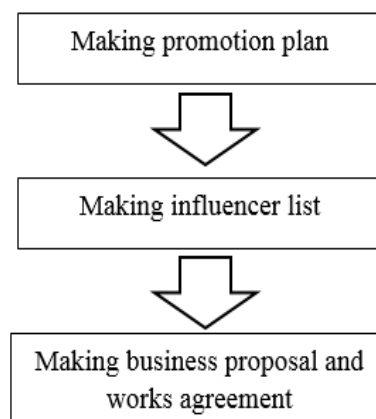 Making promotion plan
Making influencer list
Making business proposal and
works agreement